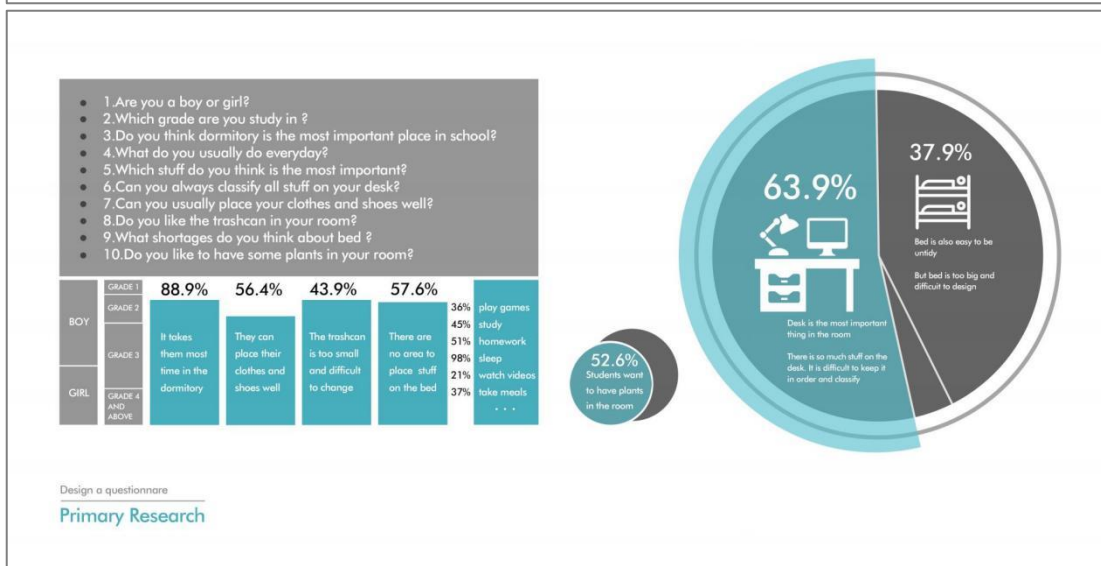 1.Are you a boy or girl?
2.Which grade are you study in ?
3.Do you think dormitory is the most important place in school?
4.What do you usually do everyday?
5.Which stuff do you think is the most important?
6.Can you always classify all stuff on your desk?
7.Can you usually place your clothes and shoes well?
8.Do you like the trashcan in your room?
9.What shortages do you think about bed ?
10.Do you like to have some plants in your room?
BOY
GIRL
GRADE 1
GRADE 2
GRADE 3
GRADE 4
AND
ABOVE
88.9%
It takes
them most
time in the
dormitory
56.4%
They can
place their
clothes and
shoes well
43.9%
The trashcan
is too small
and difficult
to change
57.6%
There are
no area to
place stuff
on the bed
36% play games
45% study
51% homework
98% sleep
21% watch videos
37% take meals
. . .
52.6%
Students want
to have plants
in the room
63.9%
Desk is the most important
thing in the room
There is so much stuff on the
desk. It is difficult to keep it
in order and classify
37.9%
Bed is also easy to be
untidy
But bed is too big and
difficult to design
Design a questionnare
Primary Research